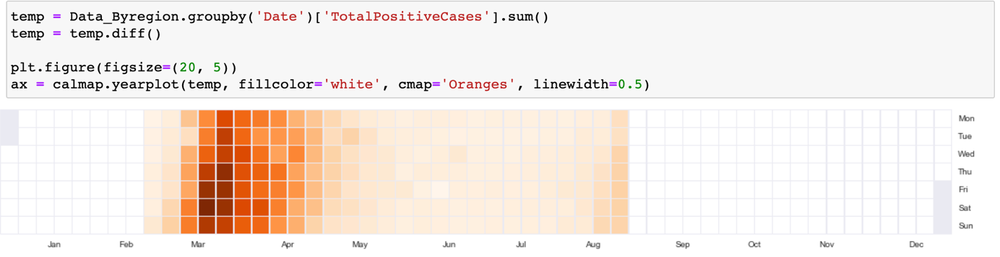 temp = Data_Byregion.groupby('Date')['TotalPositiveCases'].sum()
temp = temp.diff()
plt.figure(figsize=(20, 5))
ax = calmap.yearplot(temp, fillcolor='white', cmap='Oranges', linewidth=0.5)
Mon
Tue
Wed
Thu
Fri
Sat
Sun
Jan Feb Mar Apr May Jun Jul Aug Sep Oct Nov Dec